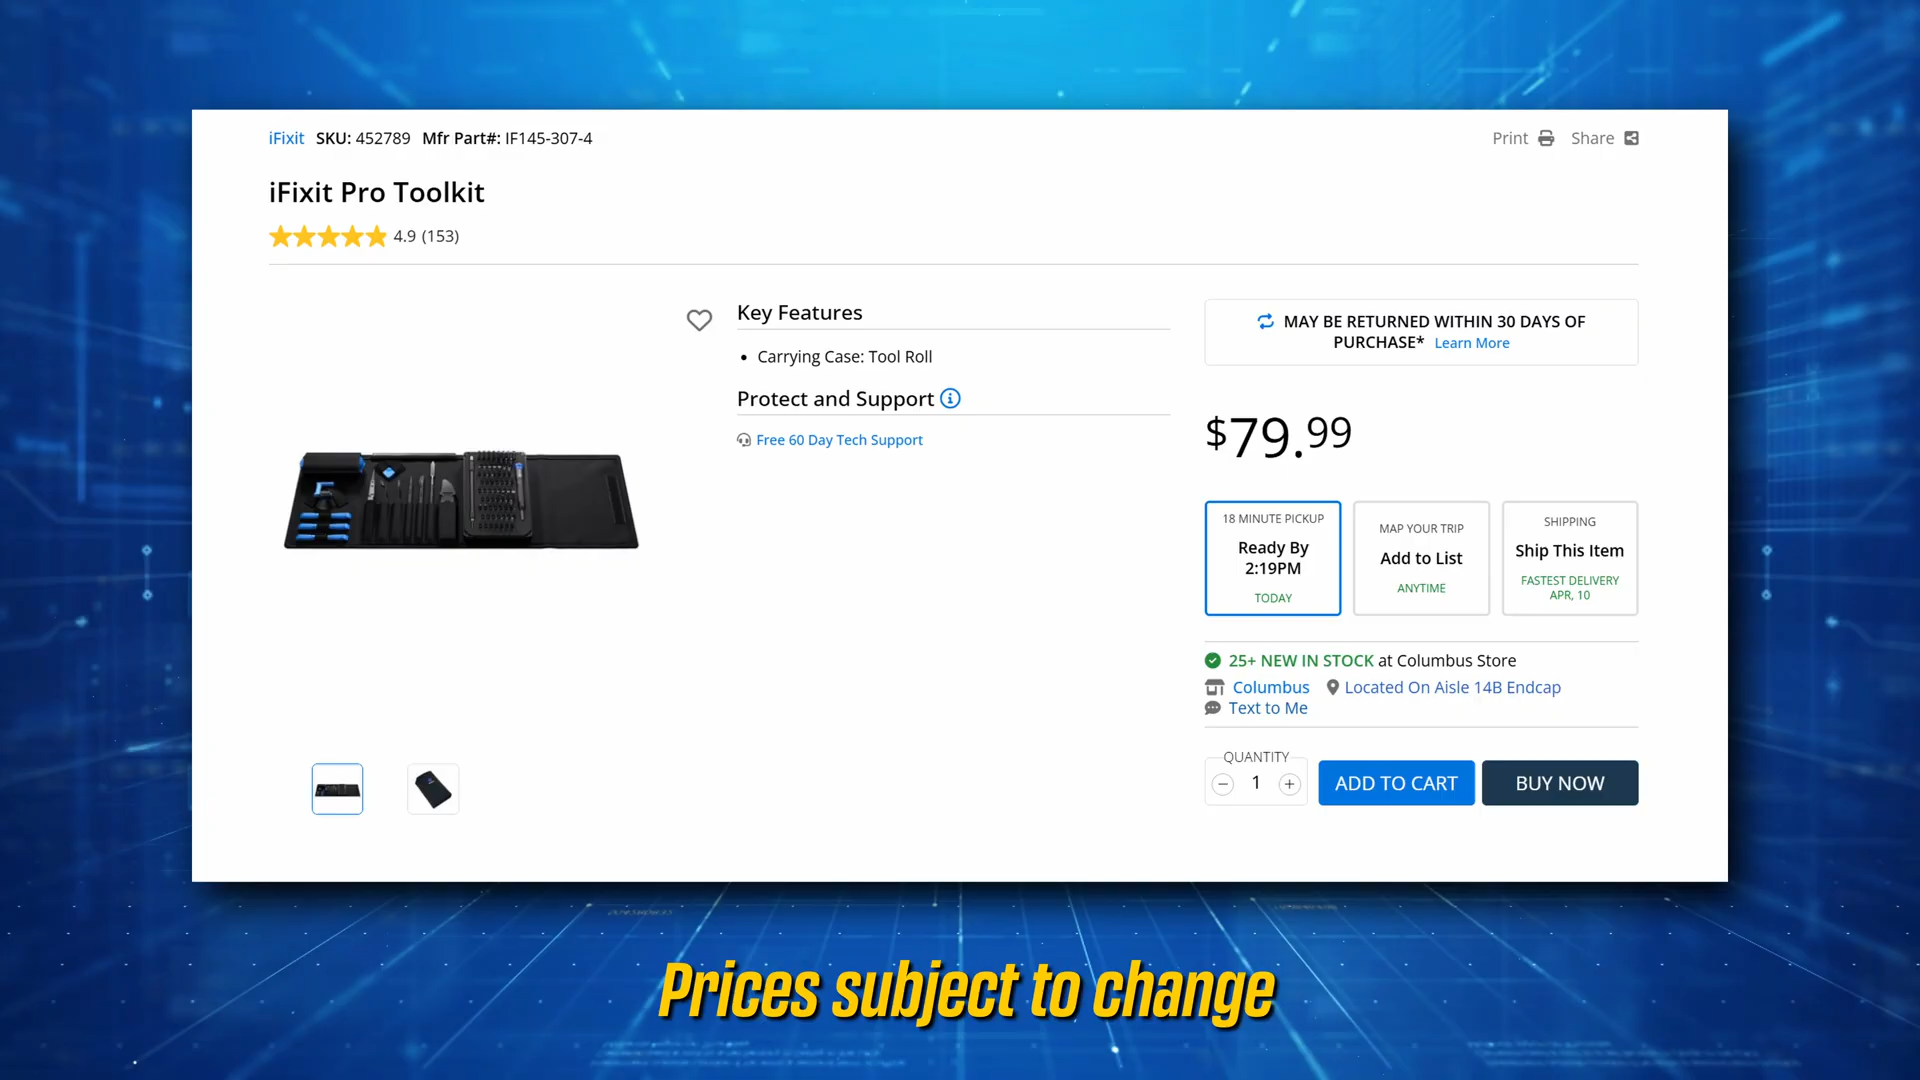 iFixit SKU: 452789 Mfr Part#: IF145-307-4
Print Share
iFixit Pro Toolkit
4.9 (153)
Key Features
Carrying Case: Tool Roll
Protect and Support
Free 60 Day Tech Support
MAY BE RETURNED WITHIN 30 DAYS OF
PURCHASE* Learn More
$79.99
18 MINUTE PICKUP
Ready By
2:19PM
TODAY
MAP YOUR TRIP
Add to List
ANYTIME
SHIPPING
Ship This Item
FASTEST DELIVERY
APR, 10
25+ NEW IN STOCK at Columbus Store
Columbus Located On Aisle 14B Endcap
Text to Me
QUANTITY
1
ADD TO CART
BUY NOW
Prices subject to change